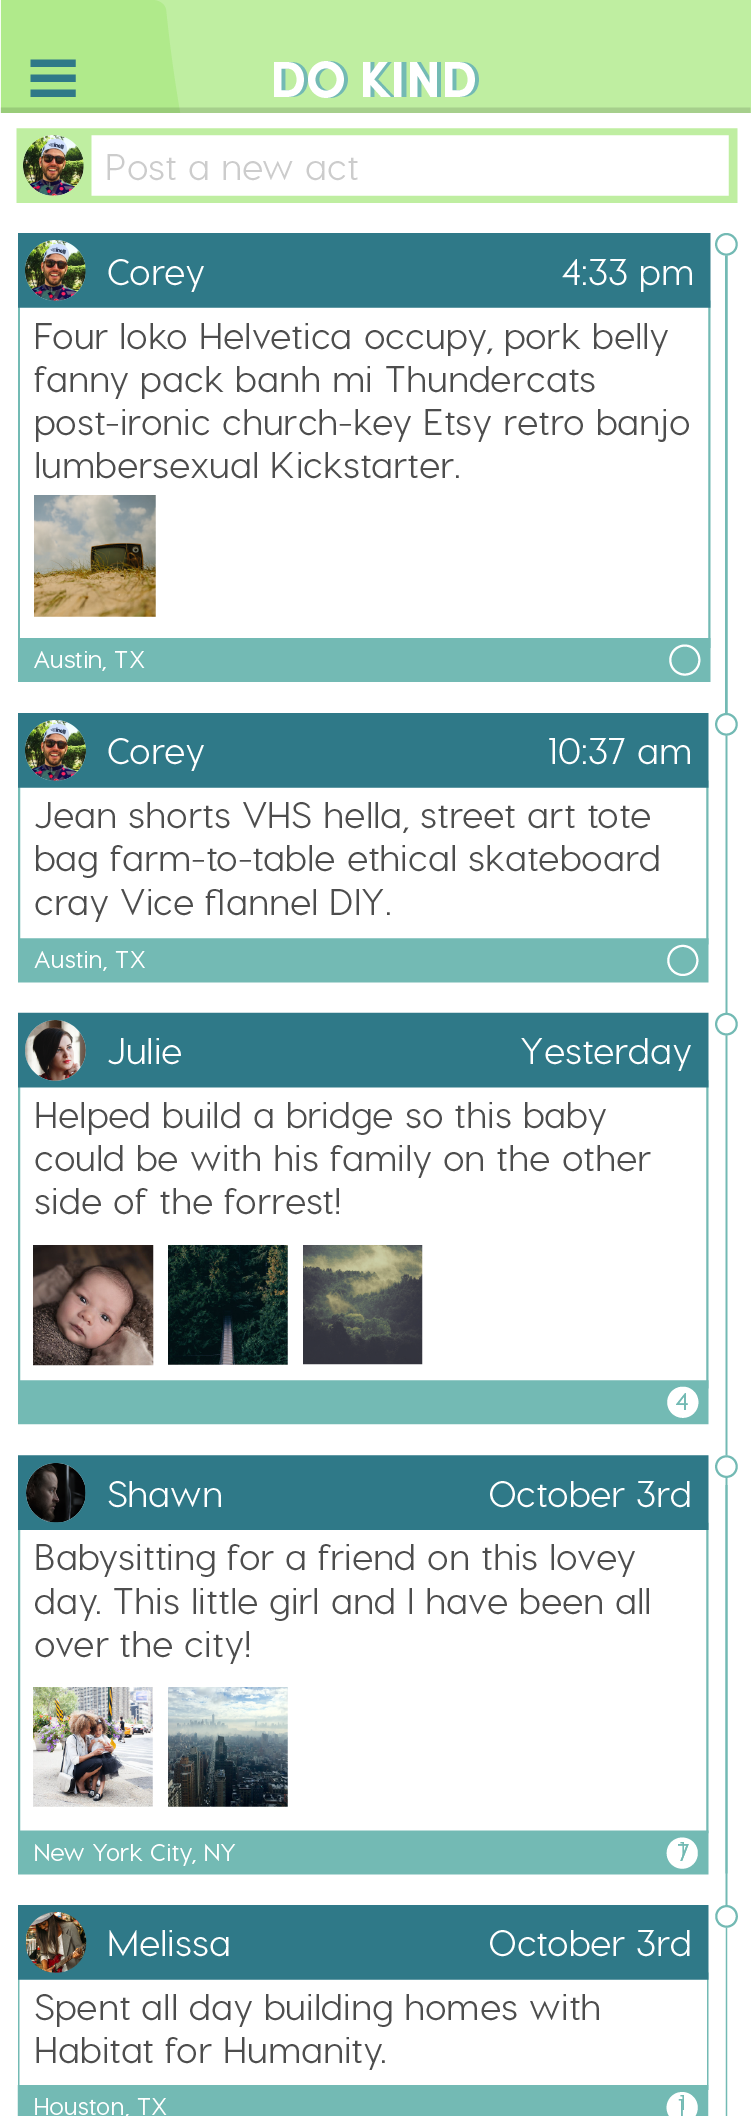 DO KIND
Post a new act
Corey 4:33 pm
Four loko Helvetica occupy, pork belly
fanny pack banh mi Thundercats
post-ironic church-key Etsy retro banjo
lumbersexual Kickstarter.
Austin, TX
Corey 10:37 am
Jean shorts VHS hella, street art tote
bag farm-to-table ethical skateboard
cray Vice flannel DIY.
Austin, TX
Julie Yesterday
Helped build a bridge so this baby
could be with his family on the other
side of the forrest!
4
Shawn October 3rd
Babysitting for a friend on this lovey
day. This little girl and I have been all
over the city!
New York City, NY
Melissa October 3rd
Spent all day building homes with
Habitat for Humanity.
Houston, TX 1